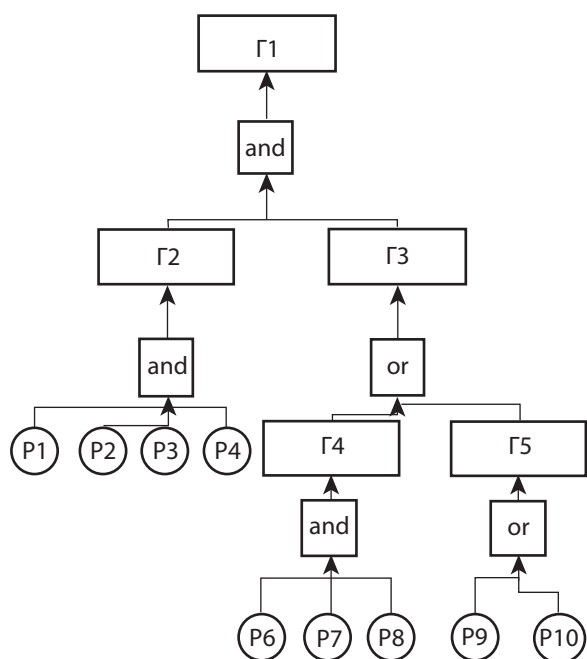 Γ1
and
Γ2
Γ3
and
or
P1
P2
P3
P4
Γ4
Γ5
and
or
P6
P7
P8
P9
P10